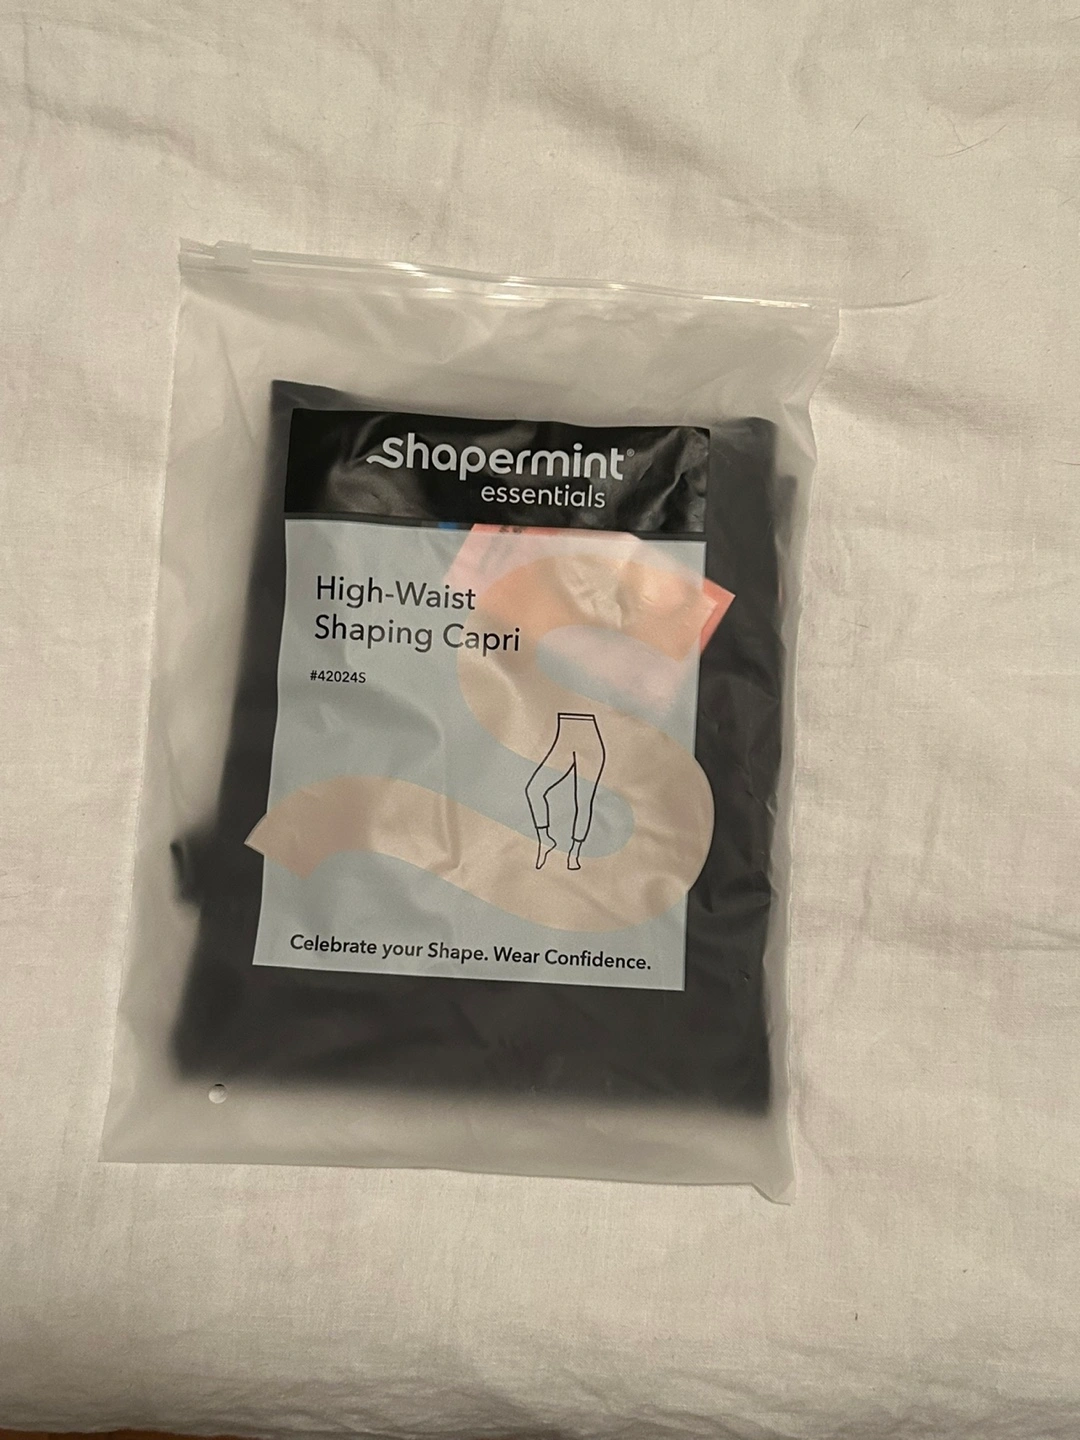 shapermint®
essentials
High-Waist
Shaping Capri
#42024S
Celebrate your Shape. Wear Confidence.